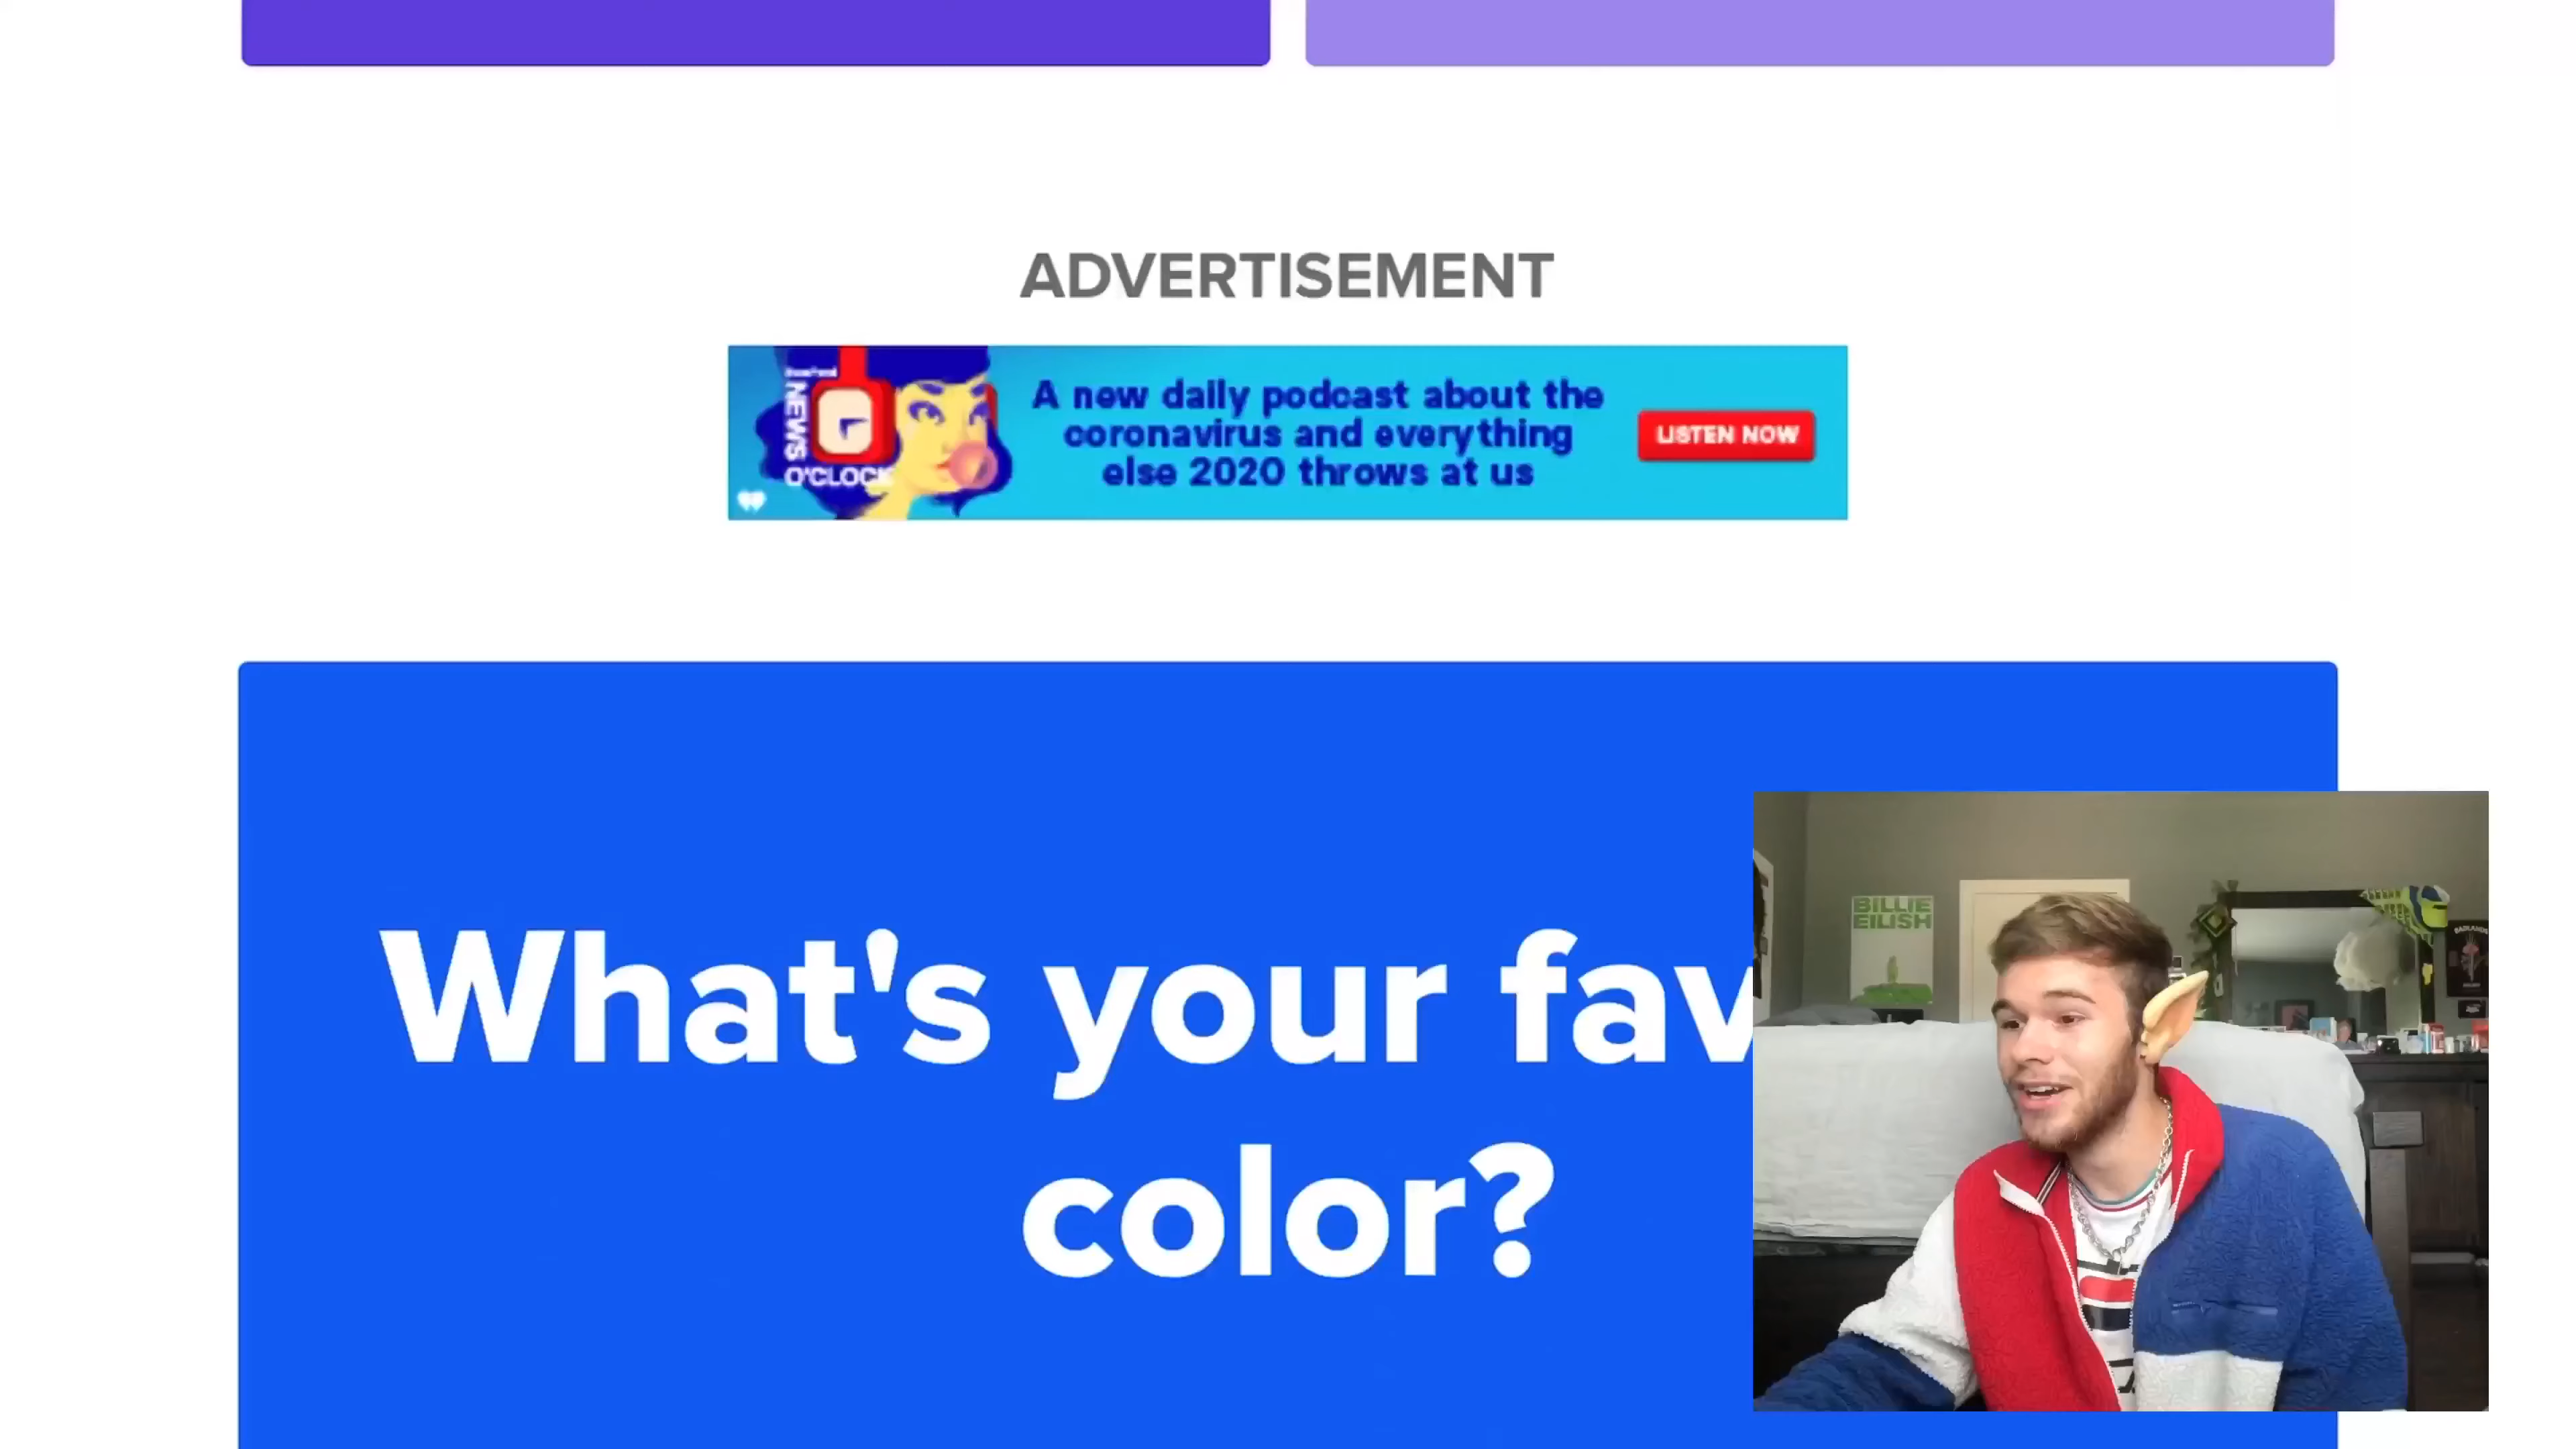 ADVERTISEMENT
NEWS
O'CLOCK
A new daily podcast about the
coronavirus and everything
else 2020 throws at us
LISTEN NOW
What's your fav
color?
BILLIE
EILISH
BADLANDS